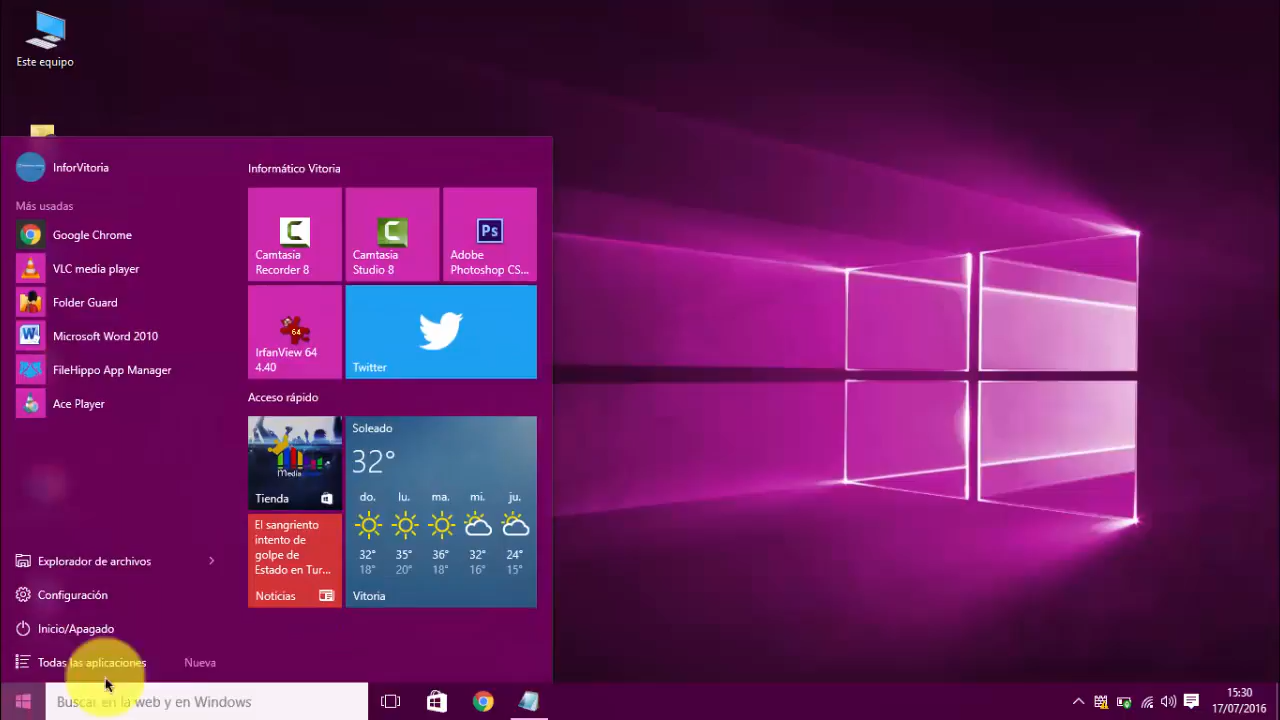 Este equipo
InforVitoria
Más usadas
Google Chrome
VLC media player
Folder Guard
Microsoft Word 2010
FileHippo App Manager
Ace Player
Explorador de archivos
Configuración
Inicio/Apagado
Todas las aplicaciones Nueva
Buscar en la web y en Windows
Informático Vitoria
Camtasia
Recorder 8
Camtasia
Studio 8
Ps
Adobe
Photoshop CS...
64
IrfanView 64
4.40
Twitter
Acceso rápido
Media
Tienda
Soleado
32°
do. lu. ma. mi. ju.
32° 35° 36° 32° 24°
18° 20° 18° 16° 15°
Vitoria
El sangriento
intento de
golpe de
Estado en Tur...
Noticias
15:30
17/07/2016